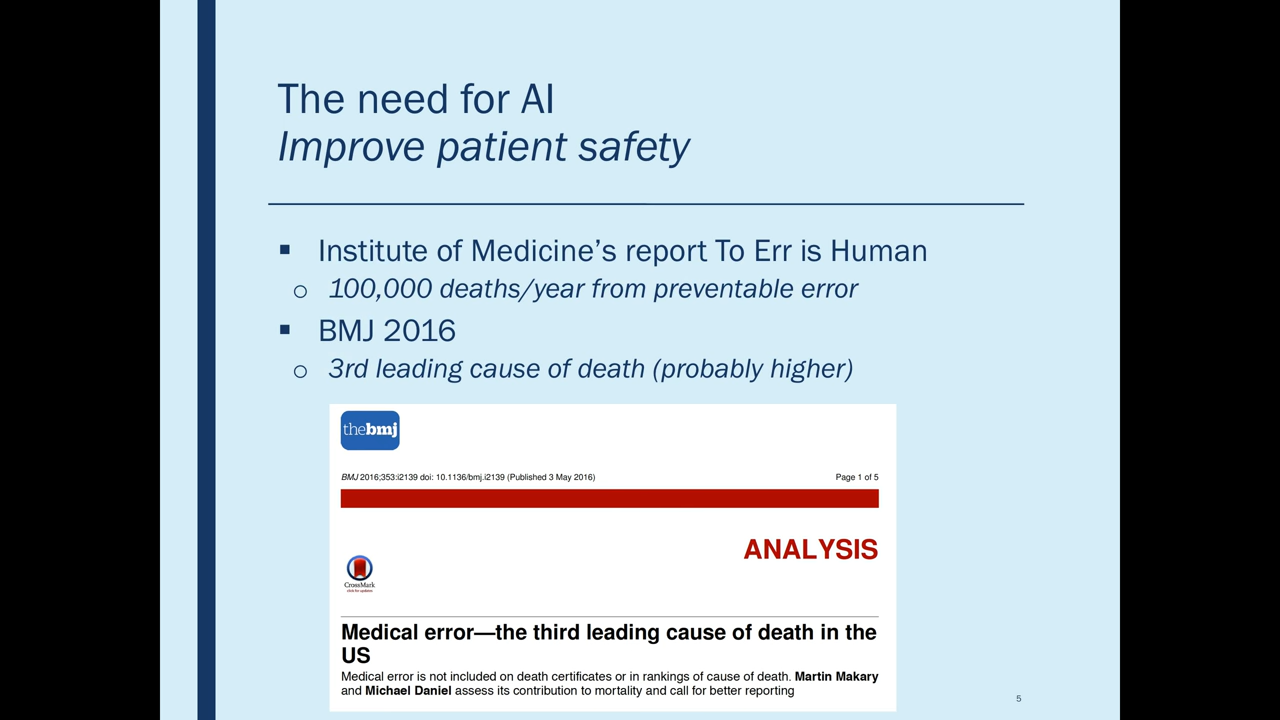 The need for AI
Improve patient safety
▪ Institute of Medicine’s report To Err is Human
o 100,000 deaths/year from preventable error
▪ BMJ 2016
o 3rd leading cause of death (probably higher)
thebmj
BMJ 2016;353:i2139 doi: 10.1136/bmj.i2139 (Published 3 May 2016) Page 1 of 5
ANALYSIS
CrossMark
click for updates
Medical error—the third leading cause of death in the
US
Medical error is not included on death certificates or in rankings of cause of death. Martin Makary
and Michael Daniel assess its contribution to mortality and call for better reporting
5